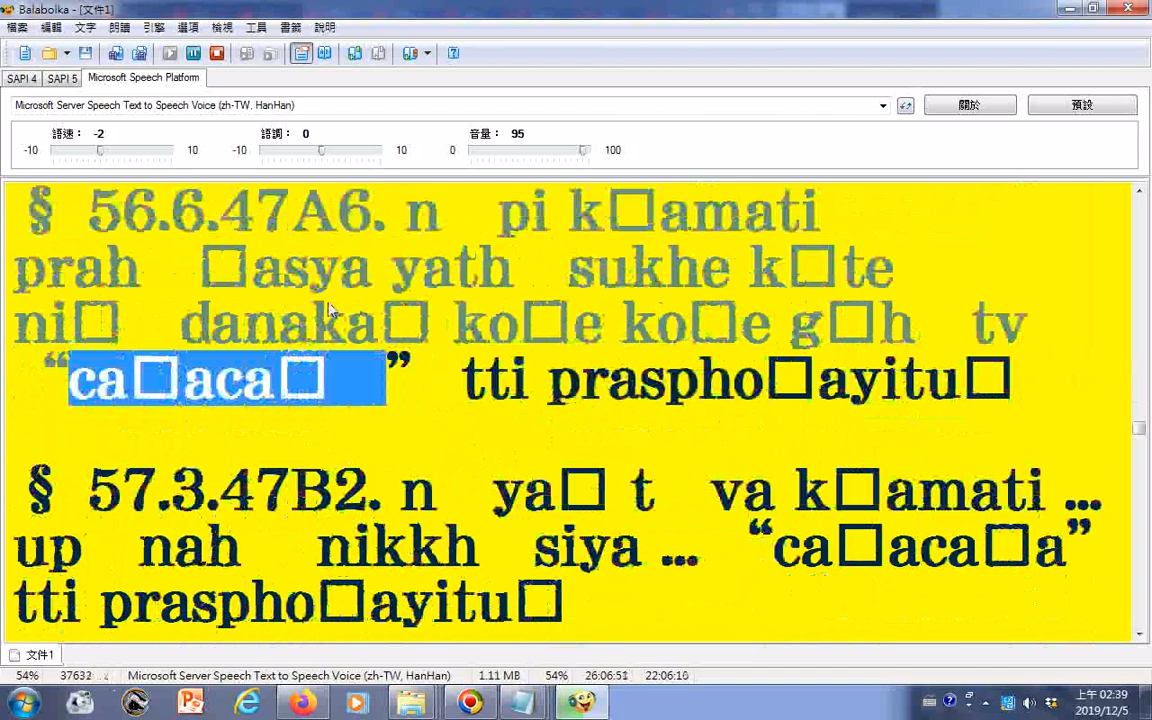 Balabolka - [文件1]
檔案 編輯 文字 朗讀 引擎 選項 檢視 工具 書籤 說明
SAPI 4 SAPI 5 Microsoft Speech Platform
Microsoft Server Speech Text to Speech Voice (zh-TW, HanHan) 關於 預設
語速： -2 語調： 0 音量： 95
-10 10 -10 10 0 100
§ 56.6.47A6. n pi k□amati
prah □asya yath sukhe k□te
ni□ danaka□ ko□e ko□e g□h tv
“ca□aca□ ” tti praspho□ayitu□
§ 57.3.47B2. n ya□ t va k□amati ...
up nah nikkh siya ... “ca□aca□a”
tti praspho□ayitu□
文件1
54% 37632 Microsoft Server Speech Text to Speech Voice (zh-TW, HanHan) 1.11 MB 54% 26:06:51 22:06:10
上午 02:39
2019/12/5